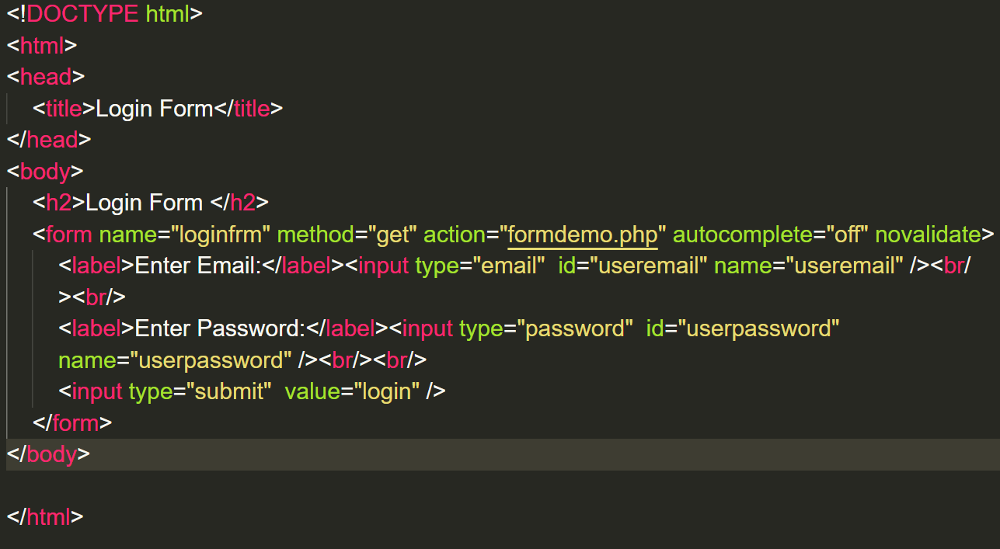 <!DOCTYPE html>
<html>
<head>
<title>Login Form</title>
</head>
<body>
<h2>Login Form </h2>
<form name="loginfrm" method="get" action="formdemo.php" autocomplete="off" novalidate>
<label>Enter Email:</label><input type="email"  id="useremail" name="useremail" /><br/
><br/>
<label>Enter Password:</label><input type="password"  id="userpassword"
name="userpassword" /><br/><br/>
<input type="submit"  value="login" />
</form>
</body>
</html>